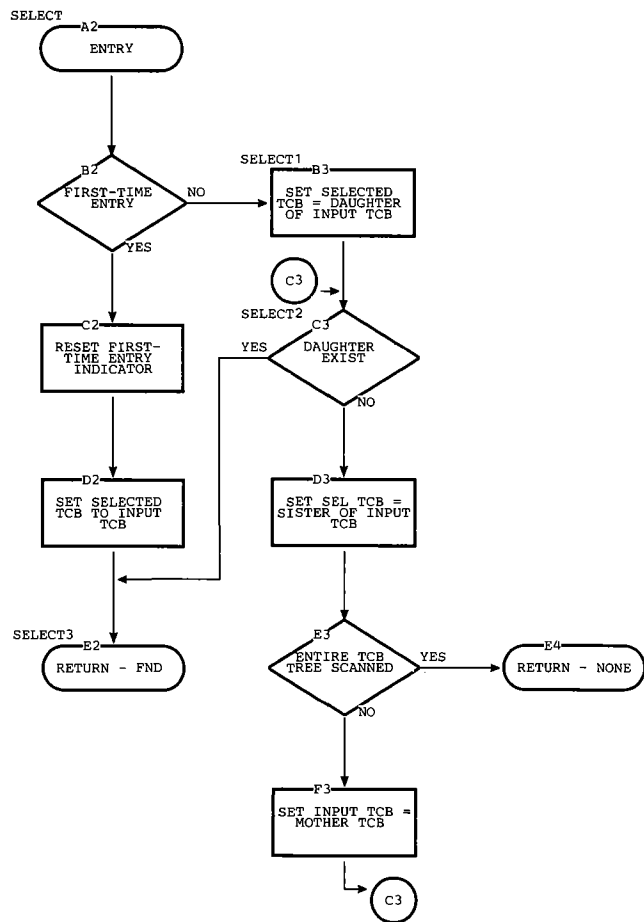 SELECT
A2
ENTRY
B2
FIRST-TIME
ENTRY
NO
YES
SELECT1
B3
SET SELECTED
TCB = DAUGHTER
OF INPUT TCB
C3
SELECT2
C3
DAUGHTER
EXIST
YES
NO
C2
RESET FIRST-
TIME ENTRY
INDICATOR
D2
SET SELECTED
TCB TO INPUT
TCB
D3
SET SEL TCB =
SISTER OF INPUT
TCB
SELECT3
E2
RETURN - FND
E3
ENTIRE TCB
TREE SCANNED
YES
NO
E4
RETURN - NONE
F3
SET INPUT TCB =
MOTHER TCB
C3